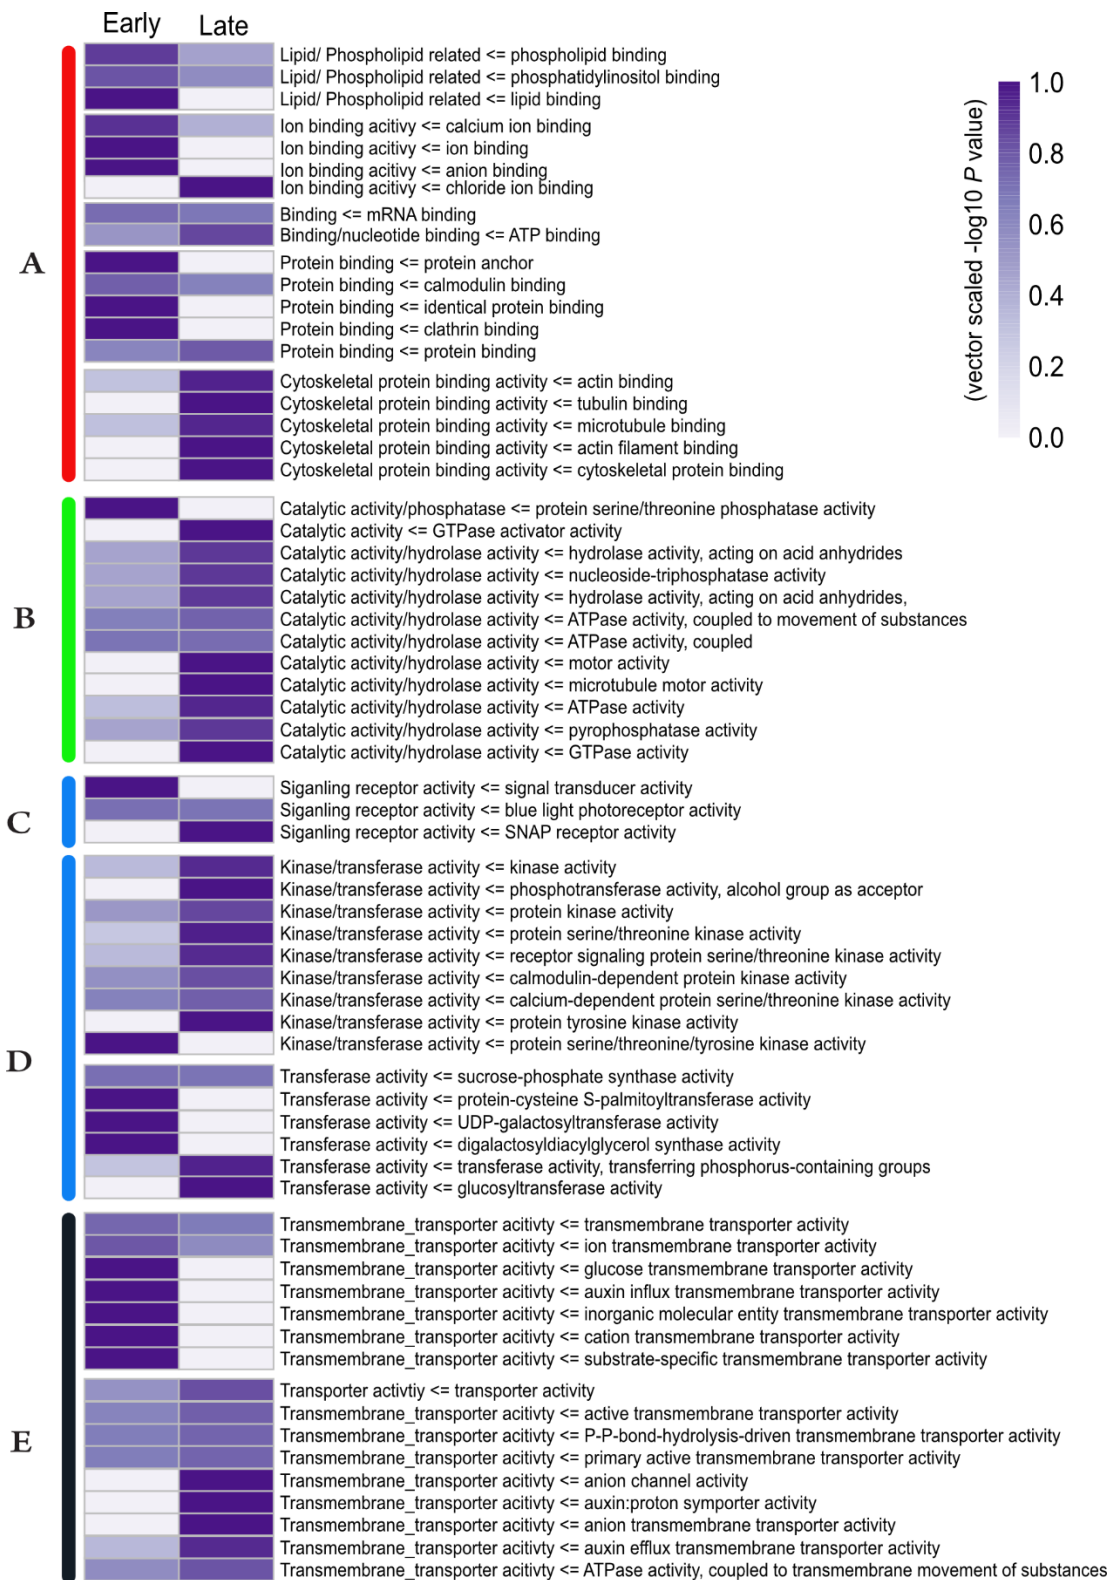 Early Late
Lipid/ Phospholipid related <= phospholipid binding
Lipid/ Phospholipid related <= phosphatidylinositol binding
Lipid/ Phospholipid related <= lipid binding
Ion binding acitivy <= calcium ion binding
Ion binding acitivy <= ion binding
Ion binding acitivy <= anion binding
Ion binding acitivy <= chloride ion binding
Binding <= mRNA binding
Binding/nucleotide binding <= ATP binding
A
Protein binding <= protein anchor
Protein binding <= calmodulin binding
Protein binding <= identical protein binding
Protein binding <= clathrin binding
Protein binding <= protein binding
Cytoskeletal protein binding activity <= actin binding
Cytoskeletal protein binding activity <= tubulin binding
Cytoskeletal protein binding activity <= microtubule binding
Cytoskeletal protein binding activity <= actin filament binding
Cytoskeletal protein binding activity <= cytoskeletal protein binding
(vector scaled -log10 P value)
1.0
0.8
0.6
0.4
0.2
0.0
B
Catalytic activity/phosphatase <= protein serine/threonine phosphatase activity
Catalytic activity <= GTPase activator activity
Catalytic activity/hydrolase activity <= hydrolase activity, acting on acid anhydrides
Catalytic activity/hydrolase activity <= nucleoside-triphosphatase activity
Catalytic activity/hydrolase activity <= hydrolase activity, acting on acid anhydrides,
Catalytic activity/hydrolase activity <= ATPase activity, coupled to movement of substances
Catalytic activity/hydrolase activity <= ATPase activity, coupled
Catalytic activity/hydrolase activity <= motor activity
Catalytic activity/hydrolase activity <= microtubule motor activity
Catalytic activity/hydrolase activity <= ATPase activity
Catalytic activity/hydrolase activity <= pyrophosphatase activity
Catalytic activity/hydrolase activity <= GTPase activity
C
Siganling receptor activity <= signal transducer activity
Siganling receptor activity <= blue light photoreceptor activity
Siganling receptor activity <= SNAP receptor activity
D
Kinase/transferase activity <= kinase activity
Kinase/transferase activity <= phosphotransferase activity, alcohol group as acceptor
Kinase/transferase activity <= protein kinase activity
Kinase/transferase activity <= protein serine/threonine kinase activity
Kinase/transferase activity <= receptor signaling protein serine/threonine kinase activity
Kinase/transferase activity <= calmodulin-dependent protein kinase activity
Kinase/transferase activity <= calcium-dependent protein serine/threonine kinase activity
Kinase/transferase activity <= protein tyrosine kinase activity
Kinase/transferase activity <= protein serine/threonine/tyrosine kinase activity
Transferase activity <= sucrose-phosphate synthase activity
Transferase activity <= protein-cysteine S-palmitoyltransferase activity
Transferase activity <= UDP-galactosyltransferase activity
Transferase activity <= digalactosyldiacylglycerol synthase activity
Transferase activity <= transferase activity, transferring phosphorus-containing groups
Transferase activity <= glucosyltransferase activity
E
Transmembrane_transporter acitivty <= transmembrane transporter activity
Transmembrane_transporter acitivty <= ion transmembrane transporter activity
Transmembrane_transporter acitivty <= glucose transmembrane transporter activity
Transmembrane_transporter acitivty <= auxin influx transmembrane transporter activity
Transmembrane_transporter acitivty <= inorganic molecular entity transmembrane transporter activity
Transmembrane_transporter acitivty <= cation transmembrane transporter activity
Transmembrane_transporter acitivty <= substrate-specific transmembrane transporter activity
Transporter activtiy <= transporter activity
Transmembrane_transporter acitivty <= active transmembrane transporter activity
Transmembrane_transporter acitivty <= P-P-bond-hydrolysis-driven transmembrane transporter activity
Transmembrane_transporter acitivty <= primary active transmembrane transporter activity
Transmembrane_transporter acitivty <= anion channel activity
Transmembrane_transporter acitivty <= auxin:proton symporter activity
Transmembrane_transporter acitivty <= anion transmembrane transporter activity
Transmembrane_transporter acitivty <= auxin efflux transmembrane transporter activity
Transmembrane_transporter acitivty <= ATPase activity, coupled to transmembrane movement of substances